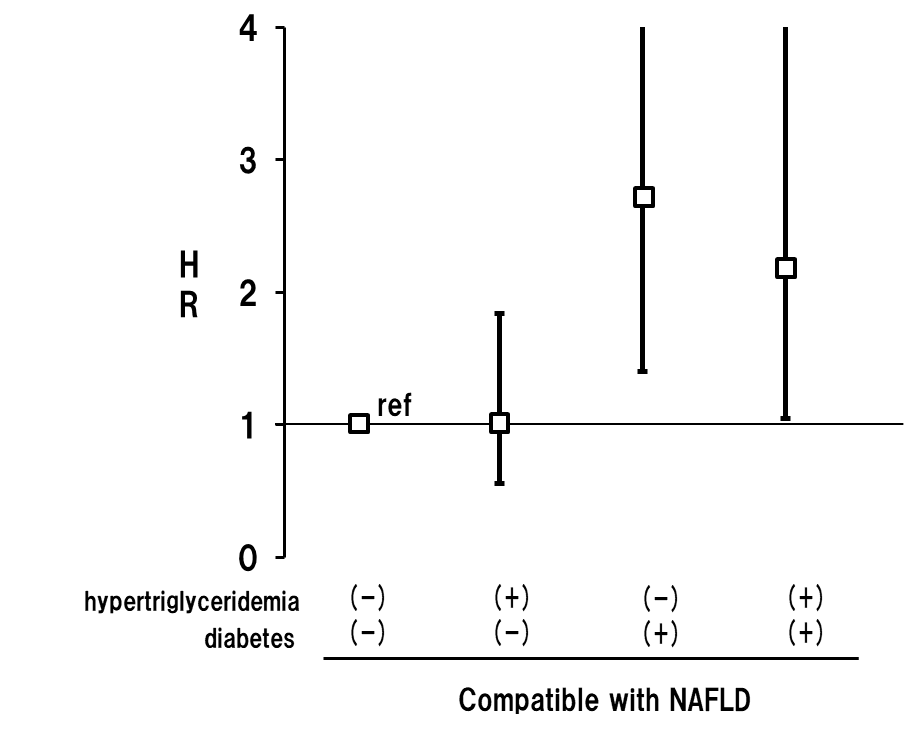 4
3
H
R
2
ref
1
0
hypertriglyceridemia (−) (+) (−) (+)
diabetes (−) (−) (+) (+)
Compatible with NAFLD